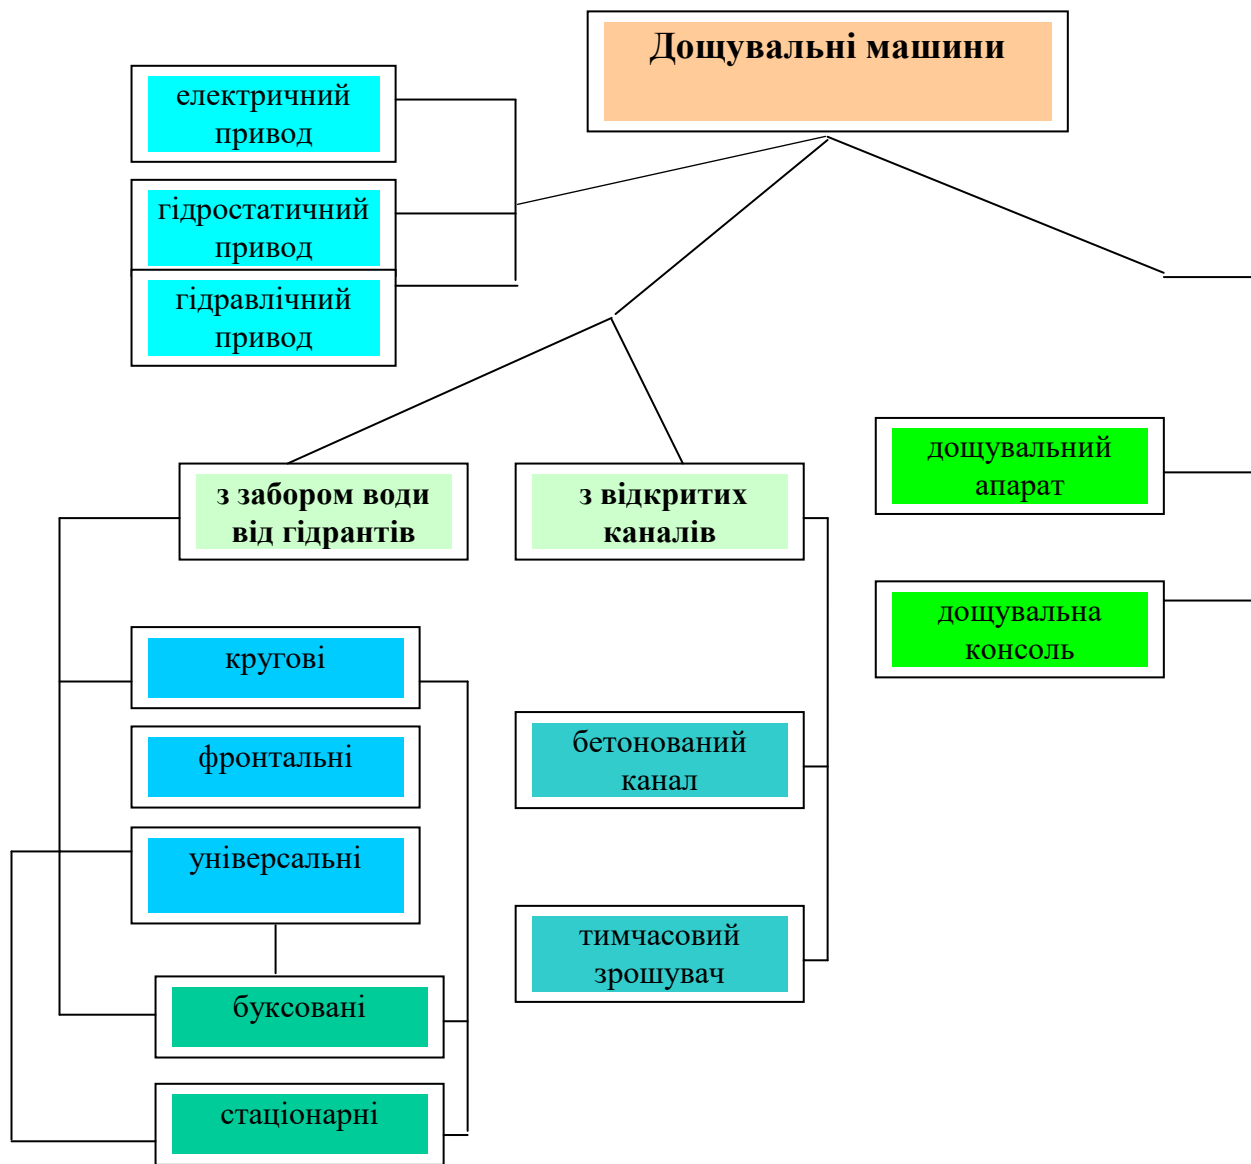 Дощувальні машини
електричний
привод
гідростатичний
привод
гідравлічний
привод
з забором води
від гідрантів
з відкритих
каналів
дощувальний
апарат
дощувальна
консоль
кругові
фронтальні
універсальні
буксовані
стаціонарні
бетонований
канал
тимчасовий
зрошувач